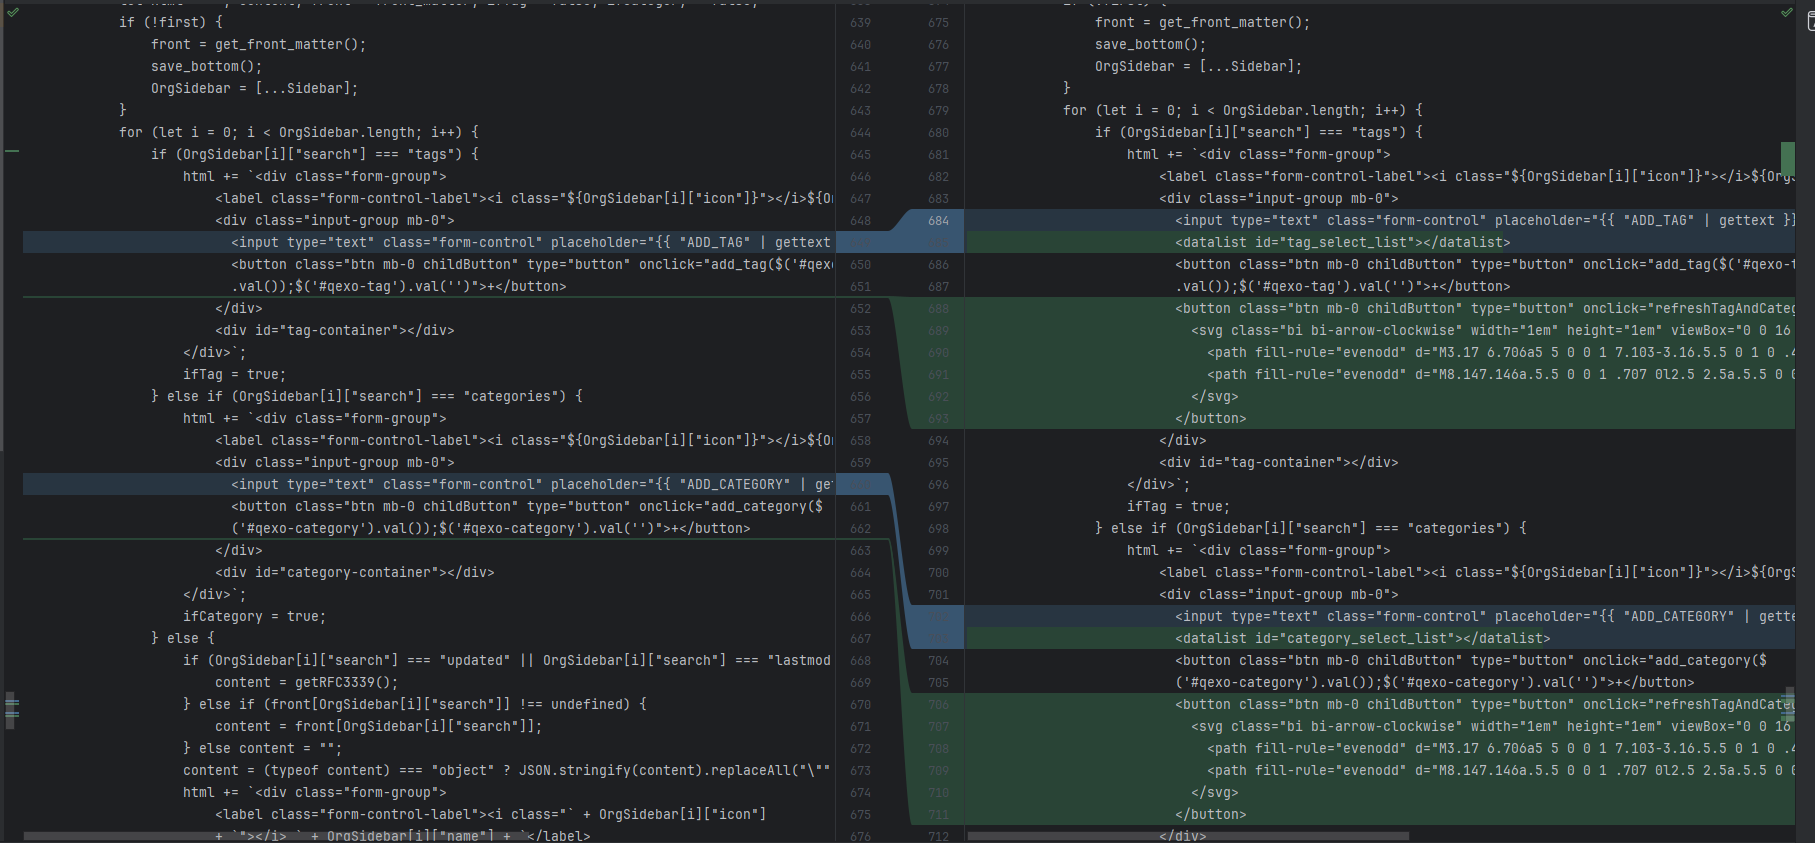 if (!first) {
front = get_front_matter();
save_bottom();
OrgSidebar = [...Sidebar];
}
for (let i = 0; i < OrgSidebar.length; i++) {
if (OrgSidebar[i]["search"] === "tags") {
html += `<div class="form-group">
<label class="form-control-label"><i class="${OrgSidebar[i]["icon"]}"></i>${Or
<div class="input-group mb-0">
<input type="text" class="form-control" placeholder="{{ "ADD_TAG" | gettext
<button class="btn mb-0 childButton" type="button" onclick="add_tag($('#qexo
.val());$('#qexo-tag').val('')">+</button>
</div>
<div id="tag-container"></div>
</div>`;
ifTag = true;
} else if (OrgSidebar[i]["search"] === "categories") {
html += `<div class="form-group">
<label class="form-control-label"><i class="${OrgSidebar[i]["icon"]}"></i>${Or
<div class="input-group mb-0">
<input type="text" class="form-control" placeholder="{{ "ADD_CATEGORY" | get
<button class="btn mb-0 childButton" type="button" onclick="add_category($
('#qexo-category').val());$('#qexo-category').val('')">+</button>
</div>
<div id="category-container"></div>
</div>`;
ifCategory = true;
} else {
if (OrgSidebar[i]["search"] === "updated" || OrgSidebar[i]["search"] === "lastmod
content = getRFC3339();
} else if (front[OrgSidebar[i]["search"]] !== undefined) {
content = front[OrgSidebar[i]["search"]];
} else content = "";
content = (typeof content) === "object" ? JSON.stringify(content).replaceAll("\""
html += `<div class="form-group">
<label class="form-control-label"><i class="` + OrgSidebar[i]["icon"]
+ `"></i> ` + OrgSidebar[i]["name"] + `</label>
639 675
640 676
641 677
642 678
643 679
644 680
645 681
646 682
647 683
648 684
650 686
651 687
652 688
653 689
654 690
655 691
656 692
657 693
658 694
659 695
696
661 697
662 698
663 699
664 700
665 701
666
667
668 704
669 705
670 706
671 707
672 708
673 709
674 710
675 711
676 712
front = get_front_matter();
save_bottom();
OrgSidebar = [...Sidebar];
}
for (let i = 0; i < OrgSidebar.length; i++) {
if (OrgSidebar[i]["search"] === "tags") {
html += `<div class="form-group">
<label class="form-control-label"><i class="${OrgSidebar[i]["icon"]}"></i>${OrgS
<div class="input-group mb-0">
<input type="text" class="form-control" placeholder="{{ "ADD_TAG" | gettext }}
<datalist id="tag_select_list"></datalist>
<button class="btn mb-0 childButton" type="button" onclick="add_tag($('#qexo-t
.val());$('#qexo-tag').val('')">+</button>
<button class="btn mb-0 childButton" type="button" onclick="refreshTagAndCateg
<svg class="bi bi-arrow-clockwise" width="1em" height="1em" viewBox="0 0 16
<path fill-rule="evenodd" d="M3.17 6.706a5 5 0 0 1 7.103-3.16.5.5 0 1 0 .4
<path fill-rule="evenodd" d="M8.147.146a.5.5 0 0 1 .707 0l2.5 2.5a.5.5 0 0
</svg>
</button>
</div>
<div id="tag-container"></div>
</div>`;
ifTag = true;
} else if (OrgSidebar[i]["search"] === "categories") {
html += `<div class="form-group">
<label class="form-control-label"><i class="${OrgSidebar[i]["icon"]}"></i>${OrgS
<div class="input-group mb-0">
<input type="text" class="form-control" placeholder="{{ "ADD_CATEGORY" | gette
<datalist id="category_select_list"></datalist>
<button class="btn mb-0 childButton" type="button" onclick="add_category($
('#qexo-category').val());$('#qexo-category').val('')">+</button>
<button class="btn mb-0 childButton" type="button" onclick="refreshTagAndCateg
<svg class="bi bi-arrow-clockwise" width="1em" height="1em" viewBox="0 0 16
<path fill-rule="evenodd" d="M3.17 6.706a5 5 0 0 1 7.103-3.16.5.5 0 1 0 .4
<path fill-rule="evenodd" d="M8.147.146a.5.5 0 0 1 .707 0l2.5 2.5a.5.5 0 0
</svg>
</button>
</div>